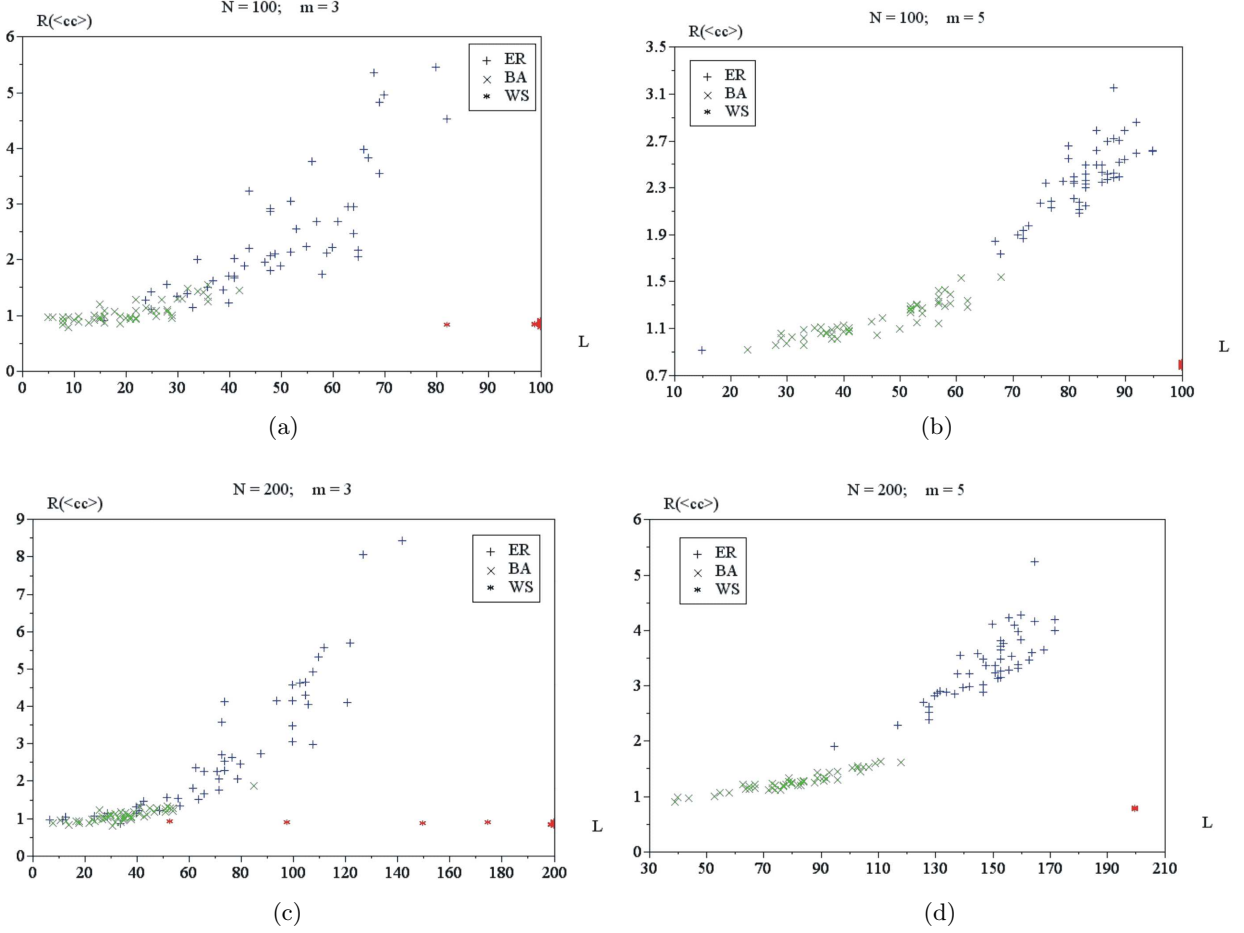 N = 100; m = 3
R(<cc>)
6
5
4
3
2
1
0
ER
BA
WS
0 10 20 30 40 50 60 70 80 90 100
L
(a)
N = 100; m = 5
R(<cc>)
3.5
3.1
2.7
2.3
1.9
1.5
1.1
0.7
ER
BA
WS
10 20 30 40 50 60 70 80 90 100
L
(b)
N = 200; m = 3
R(<cc>)
9
8
7
6
5
4
3
2
1
0
ER
BA
WS
0 20 40 60 80 100 120 140 160 180 200
L
(c)
N = 200; m = 5
R(<cc>)
6
5
4
3
2
1
0
ER
BA
WS
30 50 70 90 110 130 150 170 190 210
L
(d)